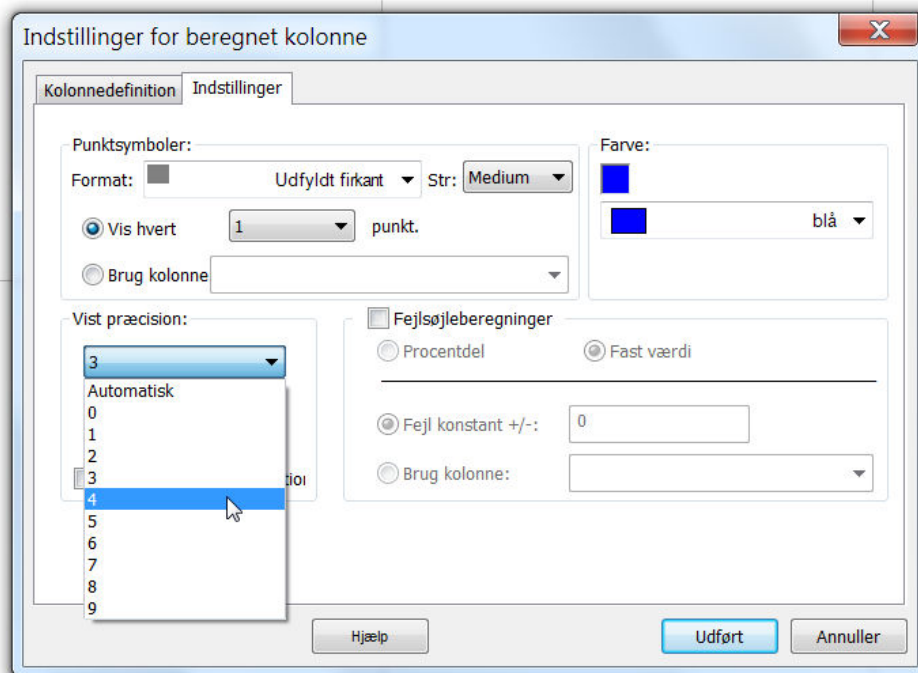 Indstillinger for beregnet kolonne
Kolonnedefinition
Indstillinger
Punktsymboler:
Format: Udfyldt firkant Str: Medium
Vis hvert 1 punkt.
Brug kolonne
Farve:
blå
Vist præcision:
3
Automatisk
0
1
2
3
4
5
6
7
8
9
Fejlsøjleberegninger
Procentdel Fast værdi
Fejl konstant +/-: 0
Brug kolonne:
Hjælp Udført Annuller